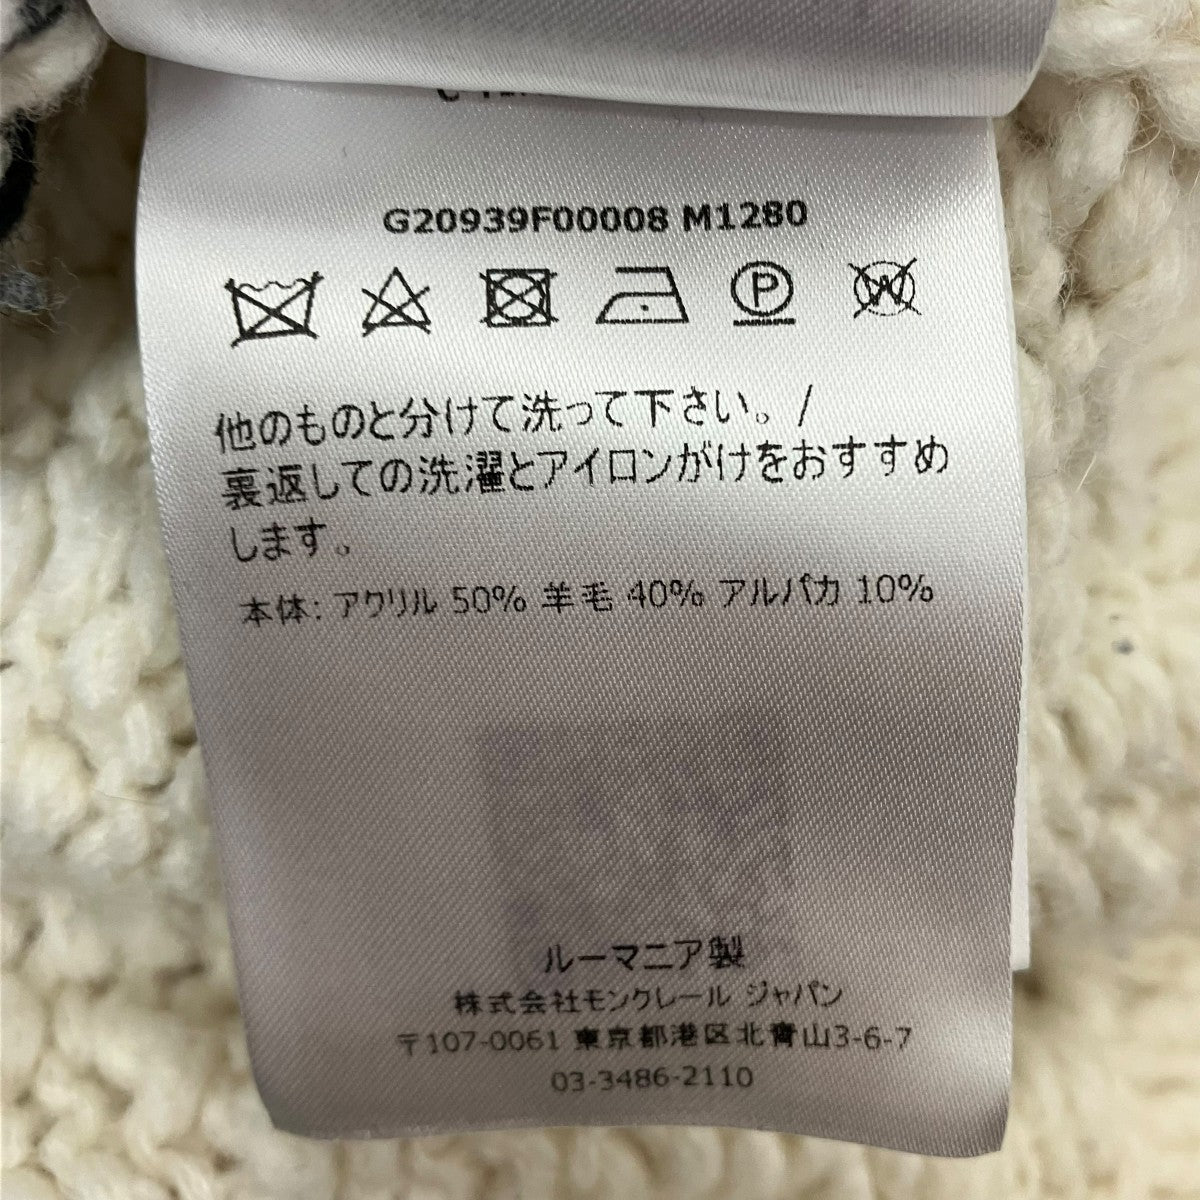 G20939F00008 M1280
P
W
他のものと分けて洗って下さい。/
裏返しての洗濯とアイロンがけをおすすめ
します。
本体: アクリル 50% 羊毛 40% アルパカ 10%
ルーマニア製
株式会社モンクレール ジャパン
〒107-0061 東京都港区北青山3-6-7
03-3486-2110